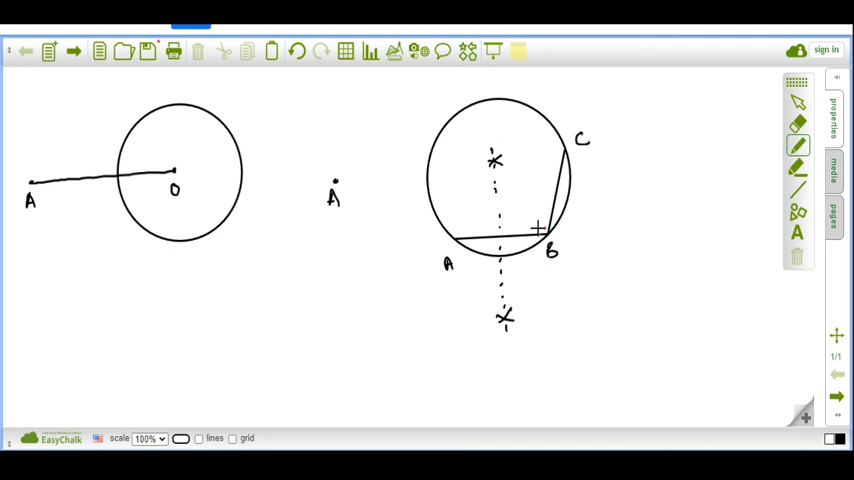 sign in
properties
media
pages
A
O
A
C
A
B
1/1
EasyChalk
scale
100%
lines
grid